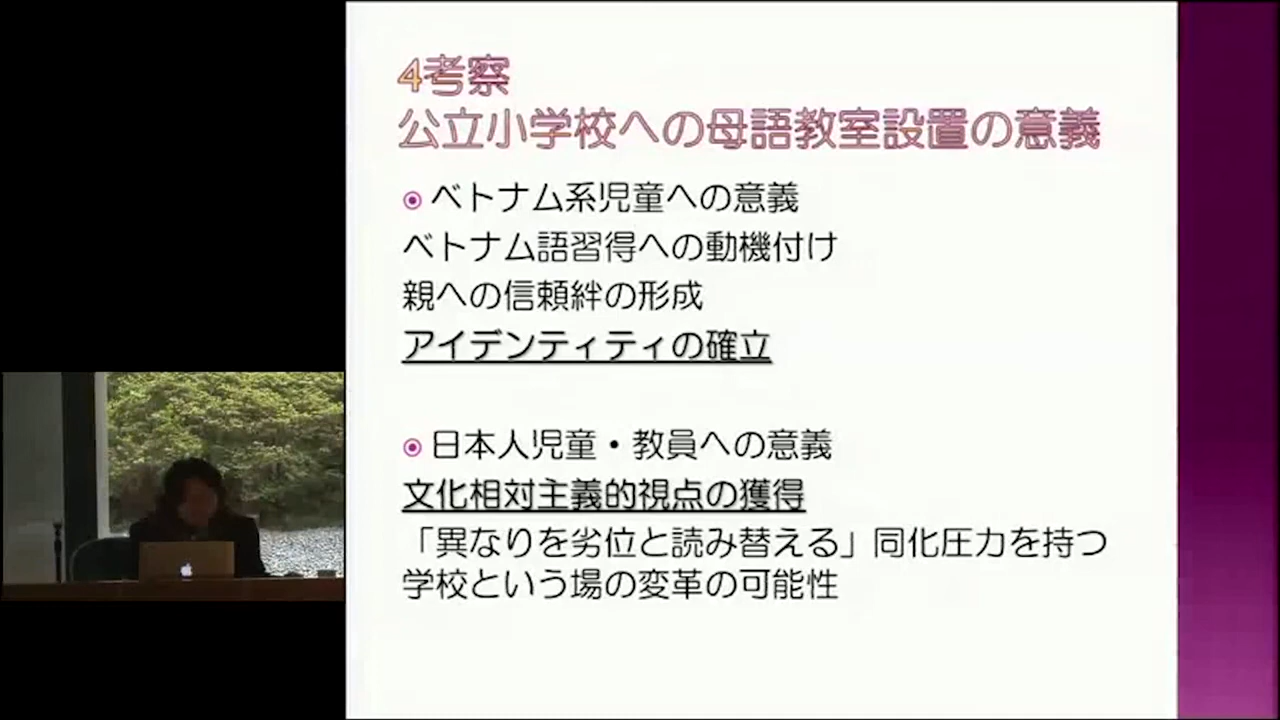 4考察
公立小学校への母語教室設置の意義
ベトナム系児童への意義
ベトナム語習得への動機付け
親への信頼絆の形成
アイデンティティの確立
日本人児童・教員への意義
文化相対主義的視点の獲得
「異なりを劣位と読み替える」同化圧力を持つ
学校という場の変革の可能性